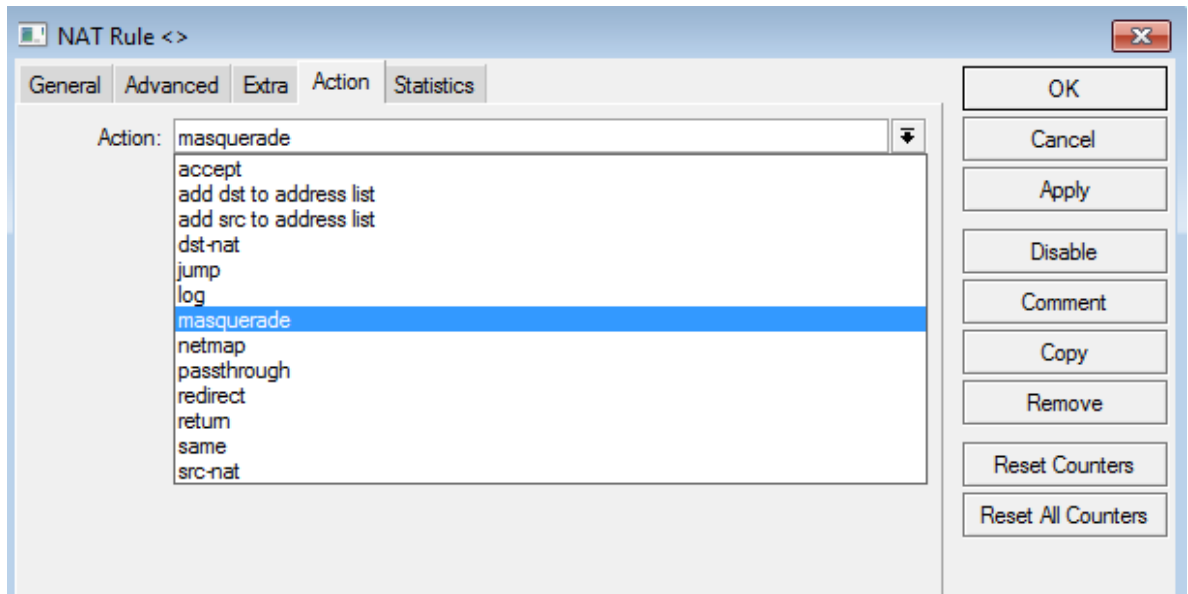 NAT Rule <>
General Advanced Extra Action Statistics
Action: masquerade
accept
add dst to address list
add src to address list
dst-nat
jump
log
masquerade
netmap
passthrough
redirect
return
same
src-nat
OK
Cancel
Apply
Disable
Comment
Copy
Remove
Reset Counters
Reset All Counters